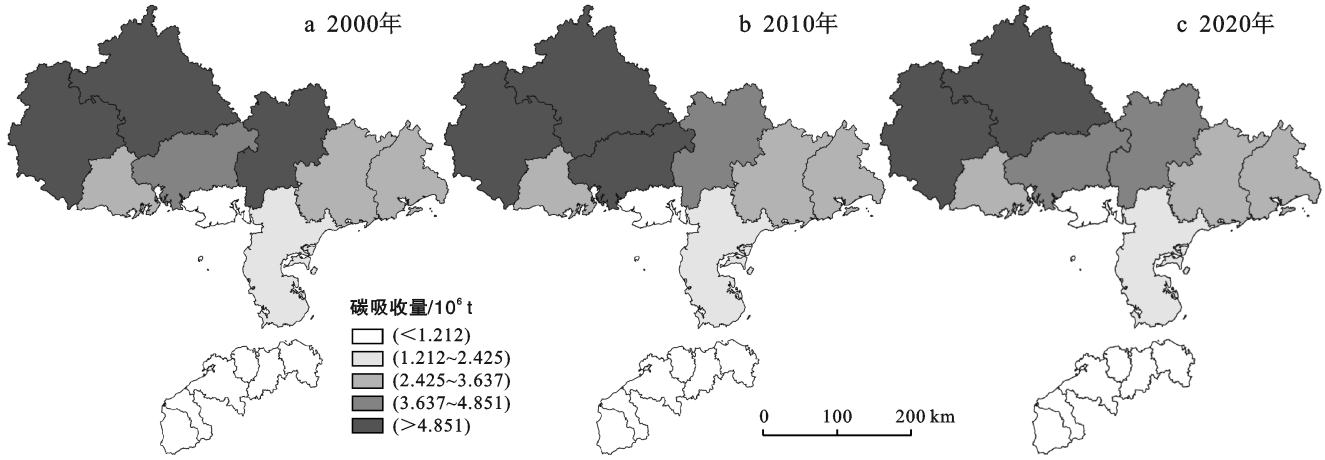 a 2000年
b 2010年
c 2020年
碳吸收量/10⁶ t
(<1.212)
(1.212~2.425)
(2.425~3.637)
(3.637~4.851)
(>4.851)
0 100 200 km